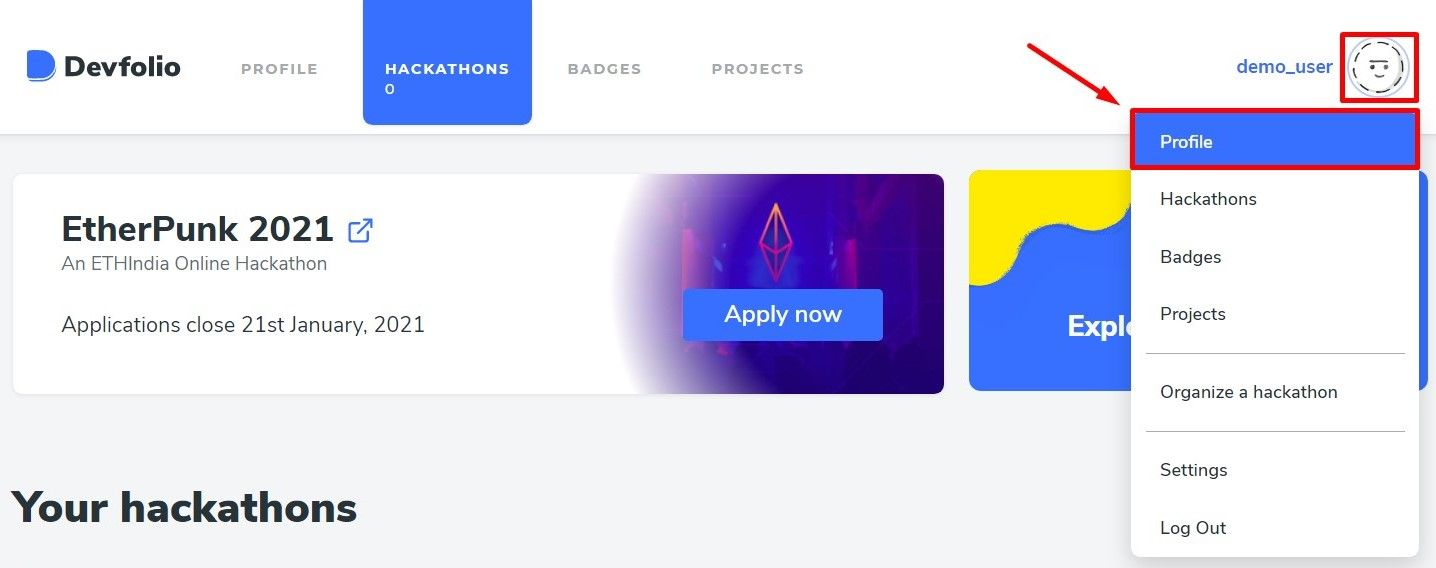 Devfolio
PROFILE
HACKATHONS
0
BADGES
PROJECTS
demo_user
Profile
Hackathons
Badges
Projects
Organize a hackathon
Settings
Log Out
EtherPunk 2021
An ETHIndia Online Hackathon
Applications close 21st January, 2021
Apply now
Explo
Your hackathons